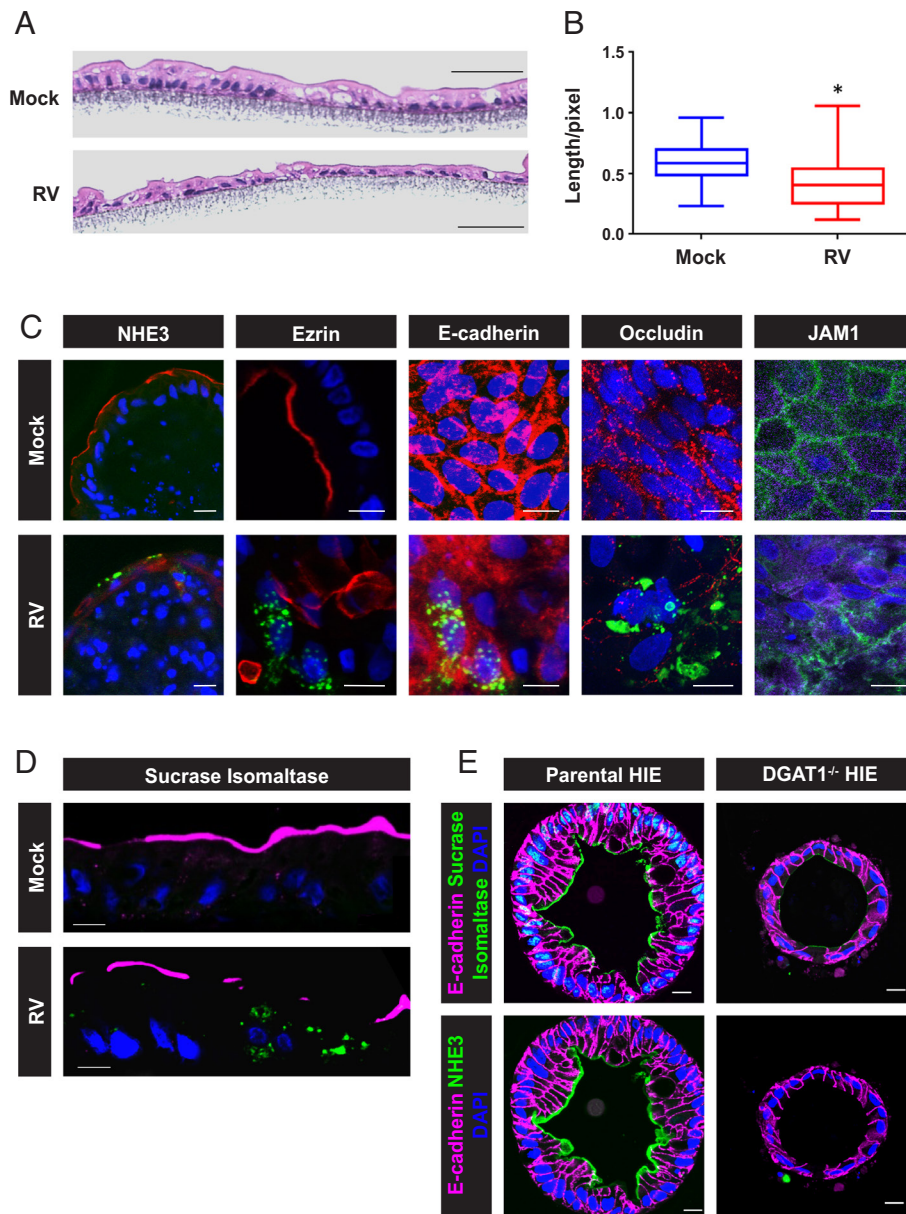 A
Mock
RV
B
Length/pixel
1.5
1.0
0.5
0.0
*
Mock
RV
C
NHE3
Ezrin
E-cadherin
Occludin
JAM1
Mock
RV
D
Sucrase Isomaltase
Mock
RV
E
Parental HIE
DGAT1-/- HIE
E-cadherin Sucrase
Isomaltase DAPI
E-cadherin NHE3
DAPI